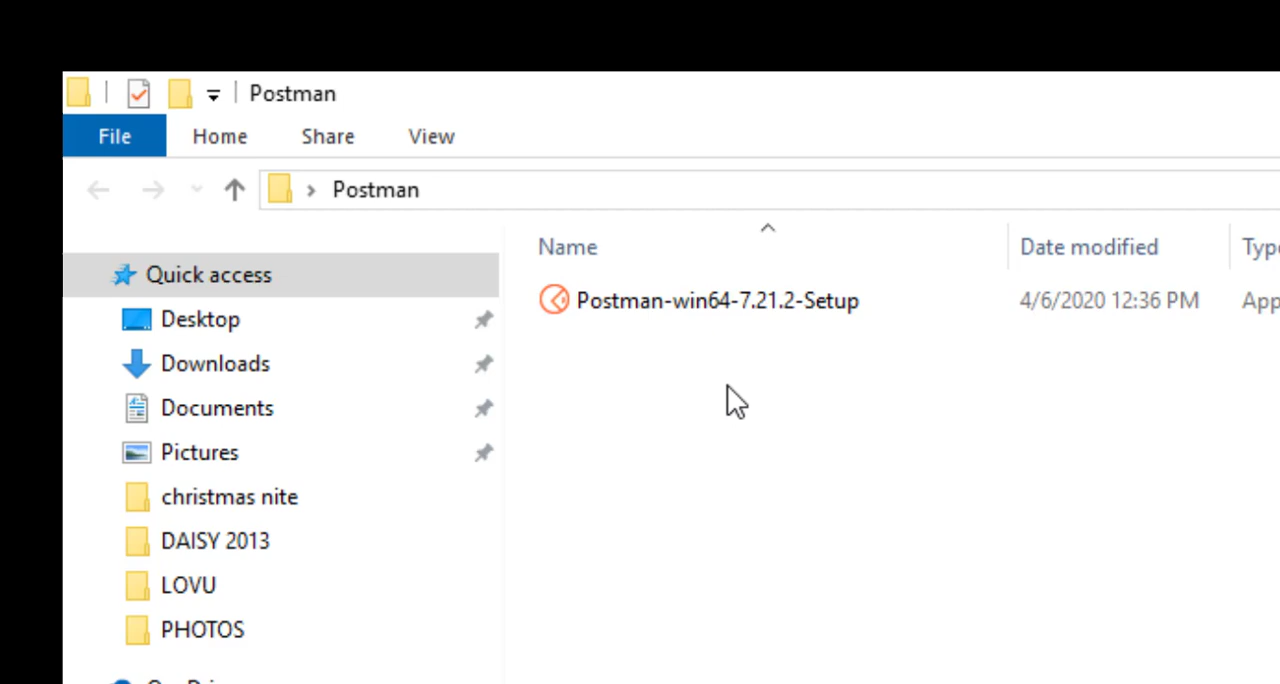 Postman
File Home Share View
Postman
Name Date modified
Quick access
Postman-win64-7.21.2-Setup 4/6/2020 12:36 PM
Desktop
Downloads
Documents
Pictures
christmas nite
DAISY 2013
LOVU
PHOTOS